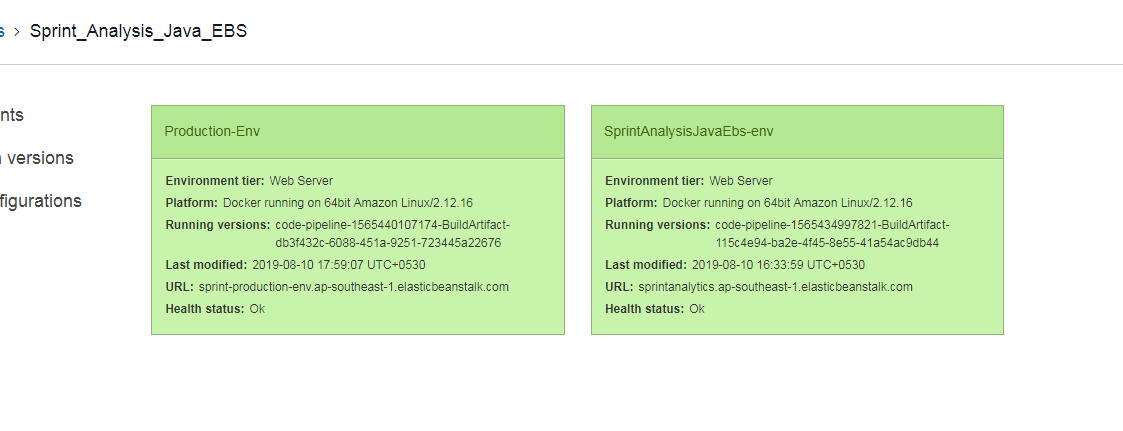 s > Sprint_Analysis_Java_EBS
nts
n versions
figurations
Production-Env
Environment tier: Web Server
Platform: Docker running on 64bit Amazon Linux/2.12.16
Running versions: code-pipeline-1565440107174-BuildArtifact-
db3f432c-6088-451a-9251-723445a22676
Last modified: 2019-08-10 17:59:07 UTC+0530
URL: sprint-production-env.ap-southeast-1.elasticbeanstalk.com
Health status: Ok
SprintAnalysisJavaEbs-env
Environment tier: Web Server
Platform: Docker running on 64bit Amazon Linux/2.12.16
Running versions: code-pipeline-1565434997821-BuildArtifact-
115c4e94-ba2e-4f45-8e55-41a54ac9db44
Last modified: 2019-08-10 16:33:59 UTC+0530
URL: sprintanalytics.ap-southeast-1.elasticbeanstalk.com
Health status: Ok